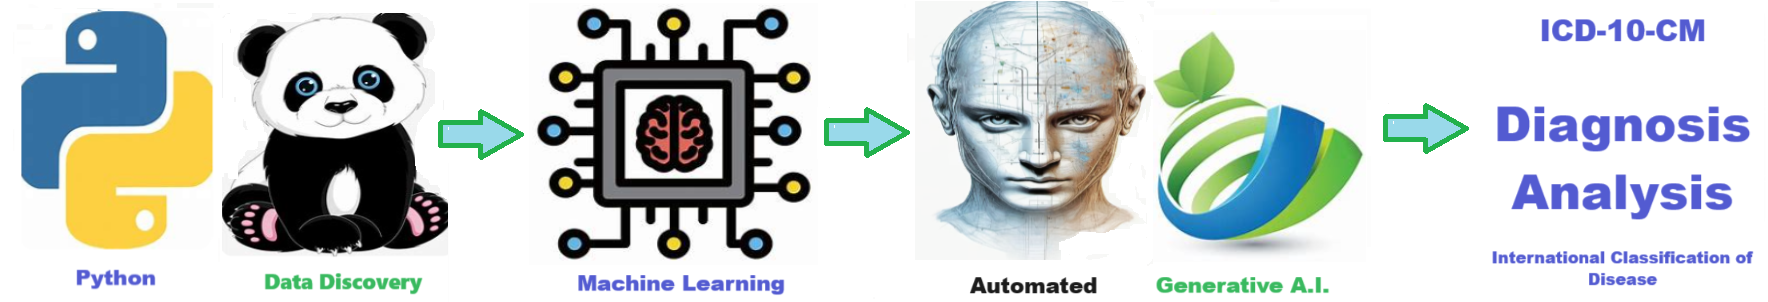 Python
Data Discovery
Machine Learning
Automated
Generative A.I.
ICD-10-CM
Diagnosis
Analysis
International Classification of
Disease